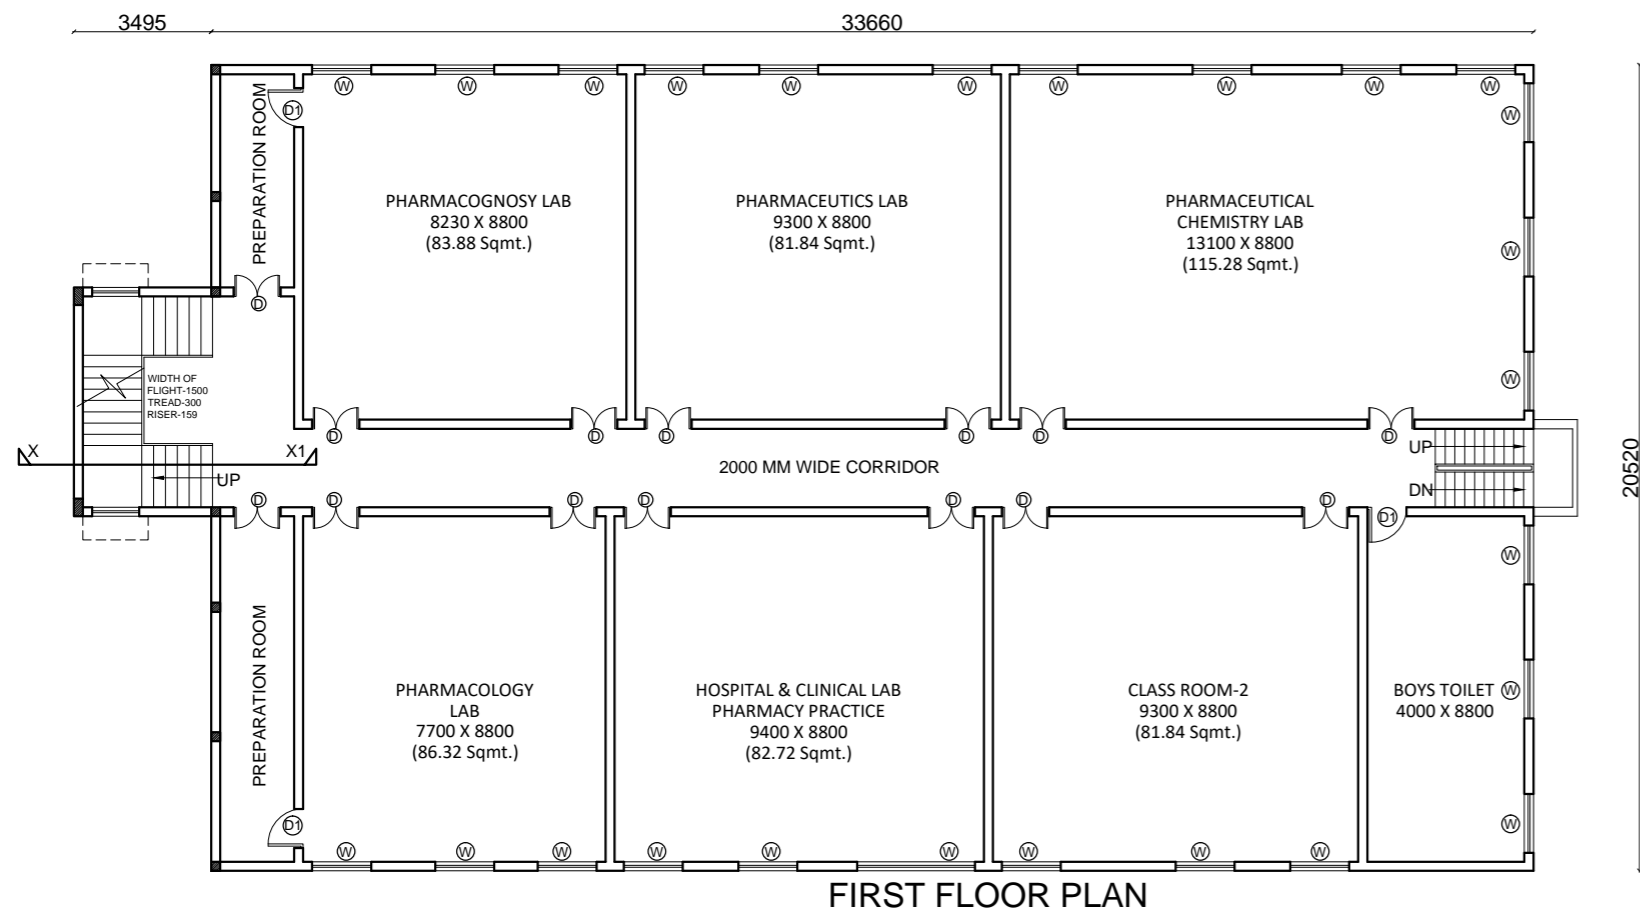 3495
33660
W
W
W
W
W
W
W
W
W
W
W
D1
PREPARATION ROOM
PHARMACOGNOSY LAB
8230 X 8800
(83.88 Sqmt.)
PHARMACEUTICS LAB
9300 X 8800
(81.84 Sqmt.)
PHARMACEUTICAL
CHEMISTRY LAB
13100 X 8800
(115.28 Sqmt.)
W
D
W
WIDTH OF
FLIGHT-1500
TREAD-300
RISER-159
D
D
D
D
D
D
X
X1
UP
2000 MM WIDE CORRIDOR
UP
DN
20520
D
D
D
D
D
D
D
D1
W
PREPARATION ROOM
PHARMACOLOGY
LAB
7700 X 8800
(86.32 Sqmt.)
HOSPITAL & CLINICAL LAB
PHARMACY PRACTICE
9400 X 8800
(82.72 Sqmt.)
CLASS ROOM-2
9300 X 8800
(81.84 Sqmt.)
BOYS TOILET
4000 X 8800
W
D1
W
W
W
W
W
W
W
W
W
W
W
FIRST FLOOR PLAN